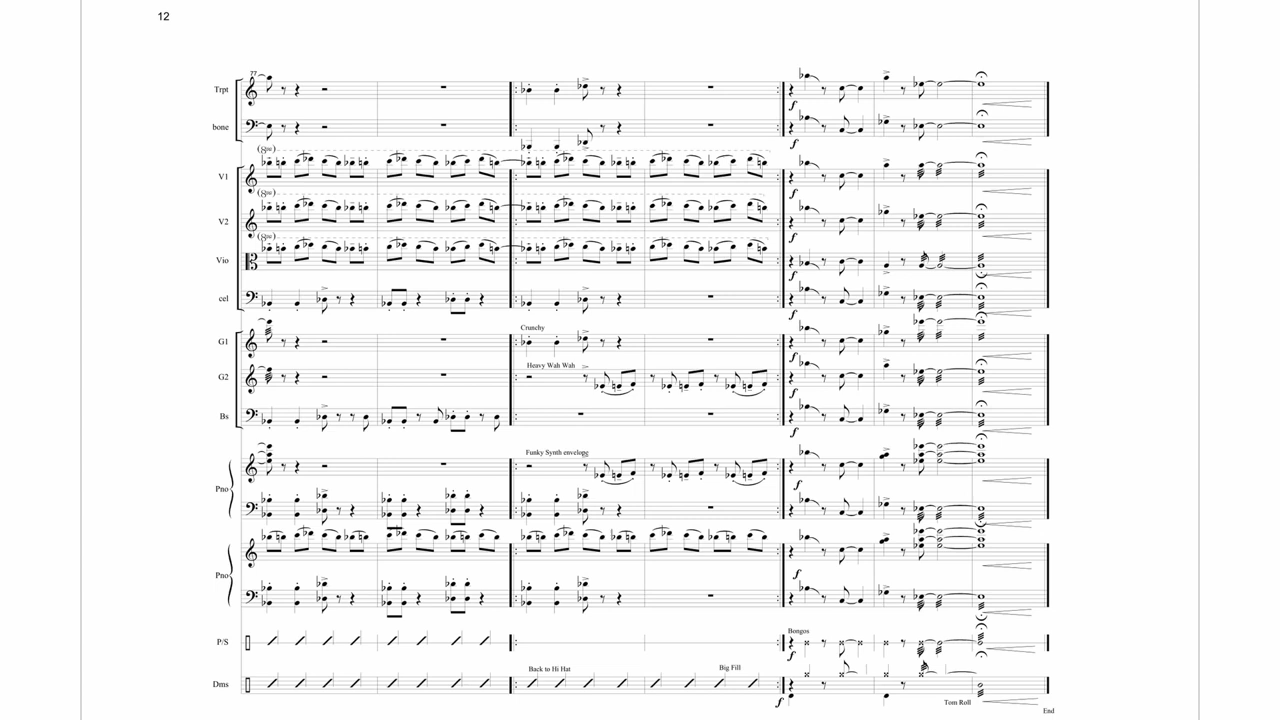 12
77
Trpt
bone
(8va)
V1
(8va)
V2
(8va)
Vio
cel
Crunchy
G1
Heavy Wah Wah
G2
Bs
Funky Synth envelope
Pno
Pno
Bongos
P/S
Back to Hi Hat
Big Fill
Dms
Tom Roll
End